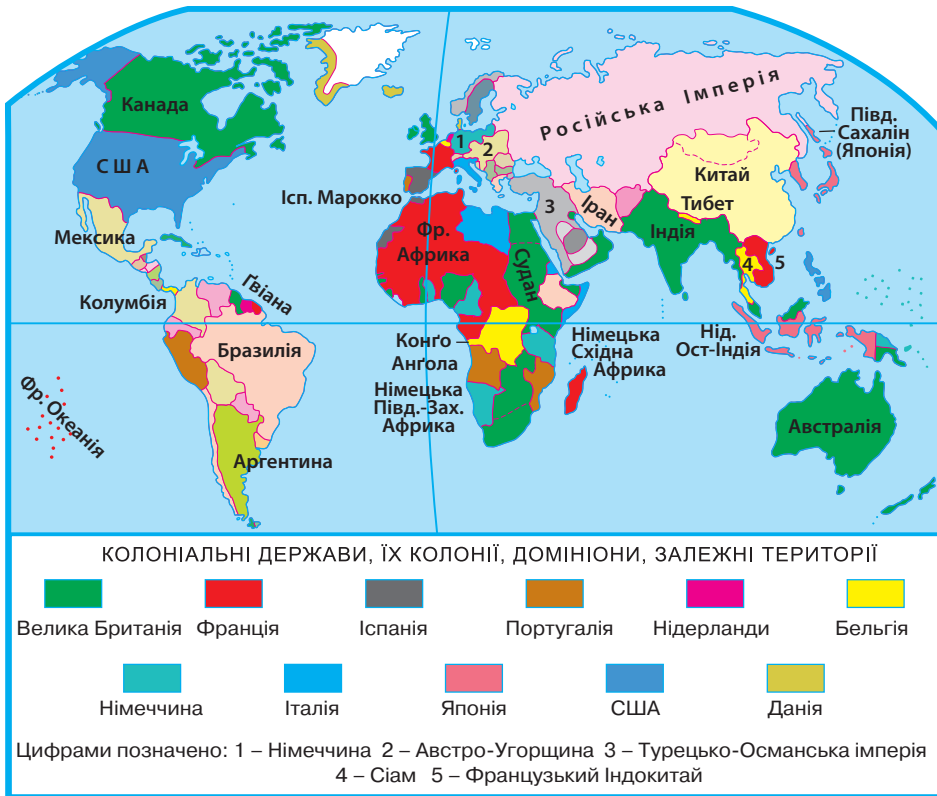 Канада
США
Мексика
Колумбія
Ґвіана
Бразилія
Аргентина
Фр. Океанія
Ісп. Марокко
Фр.
Африка
Судан
Конґо
Анґола
Німецька
Півд.-Зах.
Африка
Німецька
Східна
Африка
1
2
3
Російська Імперія
Півд.
Сахалін
(Японія)
Китай
Тибет
Іран
Індія
4
5
Нід.
Ост-Індія
Австралія
КОЛОНІАЛЬНІ ДЕРЖАВИ, ЇХ КОЛОНІЇ, ДОМІНІОНИ, ЗАЛЕЖНІ ТЕРИТОРІЇ
Велика Британія Франція Іспанія Португалія Нідерланди Бельгія
Німеччина Італія Японія США Данія
Цифрами позначено: 1 – Німеччина 2 – Австро-Угорщина 3 – Турецько-Османська імперія
4 – Сіам 5 – Французький Індокитай